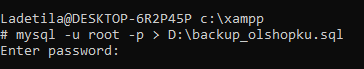 Ladetila@DESKTOP-6R2P45P c:\xampp
# mysql -u root -p > D:\backup_olshopku.sql
Enter password: